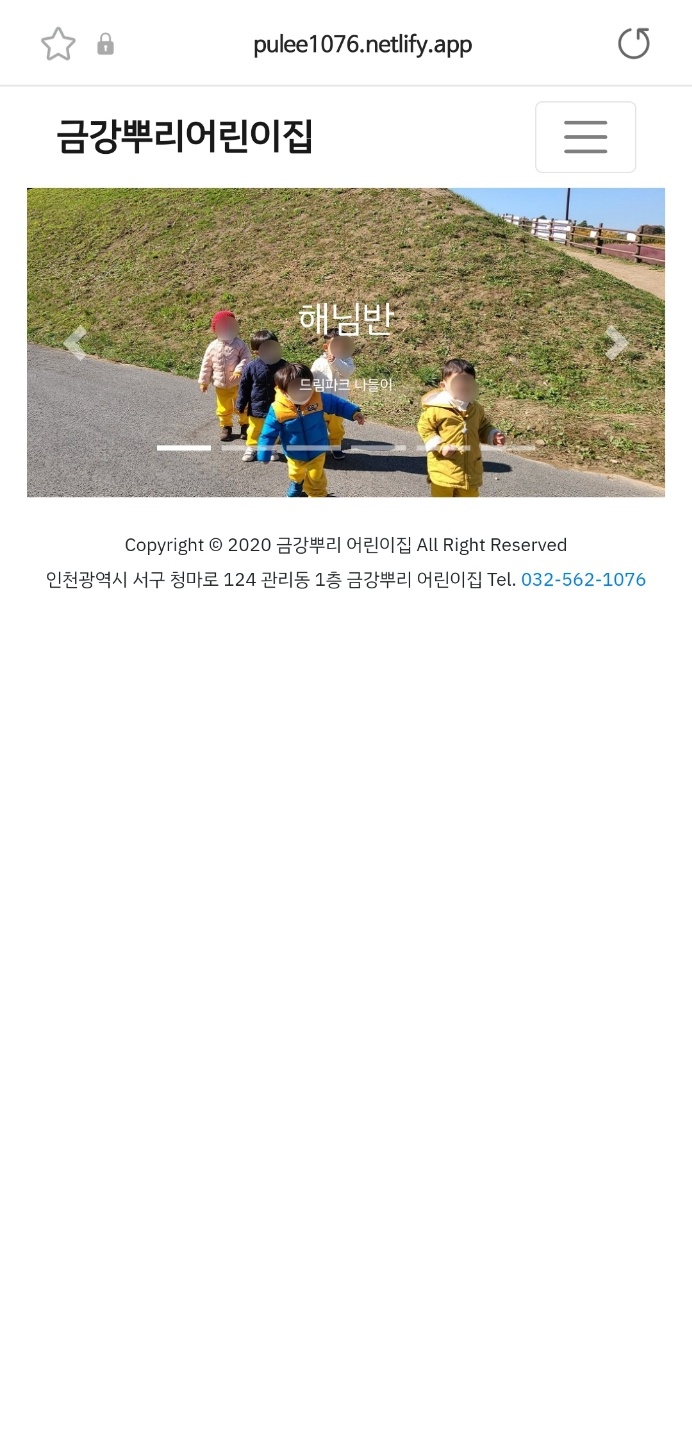 pulee1076.netlify.app
금강뿌리어린이집
해님반
드림파크 나들이
Copyright © 2020 금강뿌리 어린이집 All Right Reserved
인천광역시 서구 청마로 124 관리동 1층 금강뿌리 어린이집 Tel. 032-562-1076